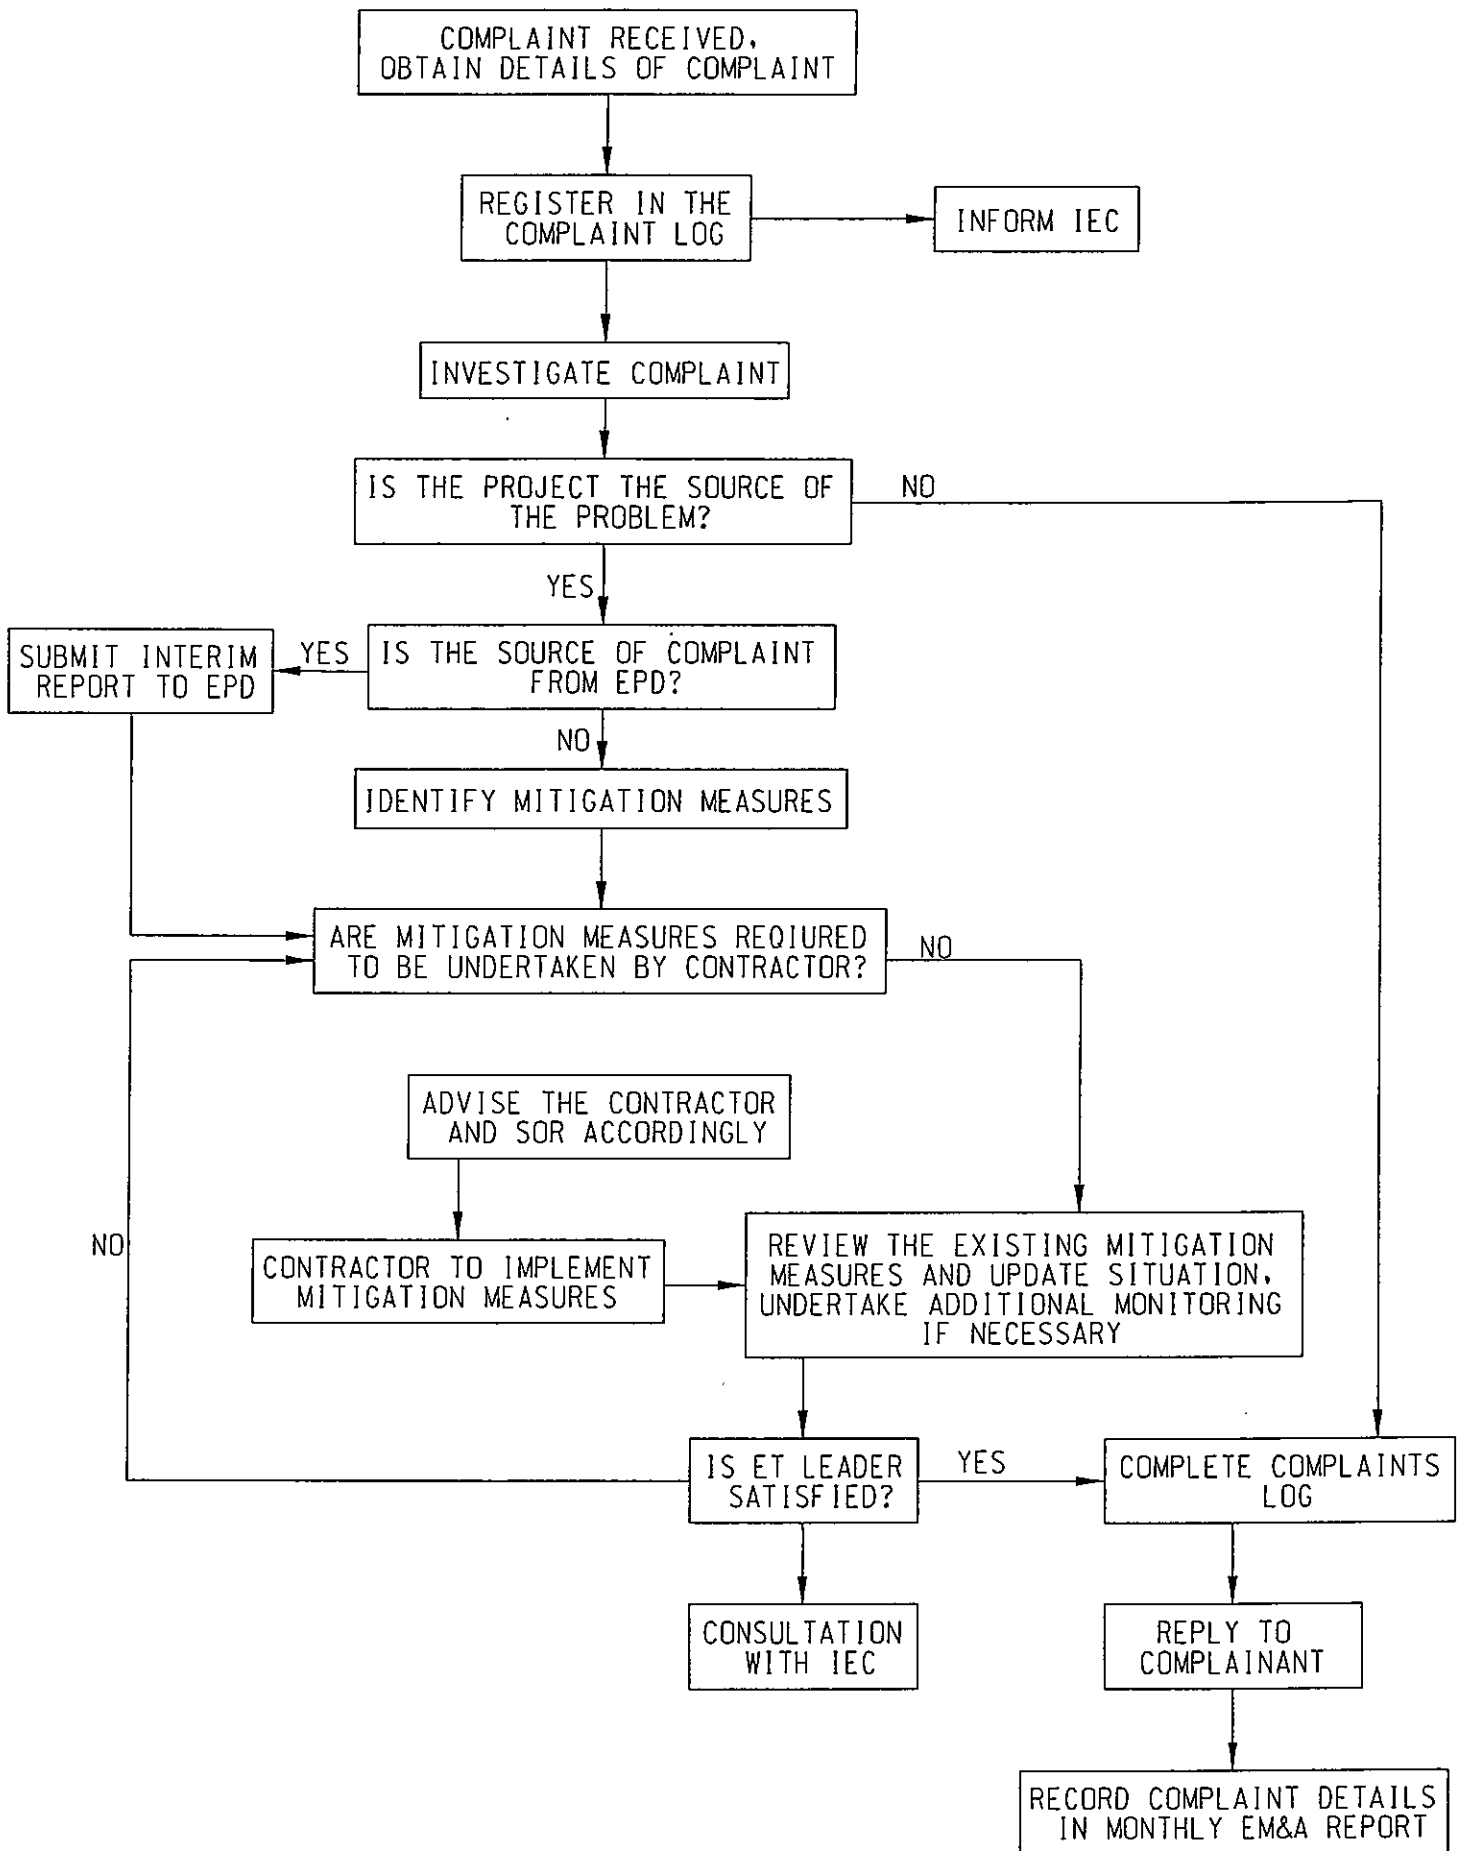 COMPLAINT RECEIVED,
OBTAIN DETAILS OF COMPLAINT
REGISTER IN THE
COMPLAINT LOG
INFORM IEC
INVESTIGATE COMPLAINT
IS THE PROJECT THE SOURCE OF
THE PROBLEM?
NO
YES
SUBMIT INTERIM
REPORT TO EPD
YES
IS THE SOURCE OF COMPLAINT
FROM EPD?
NO
IDENTIFY MITIGATION MEASURES
ARE MITIGATION MEASURES REQIURED
TO BE UNDERTAKEN BY CONTRACTOR?
NO
ADVISE THE CONTRACTOR
AND SOR ACCORDINGLY
NO
CONTRACTOR TO IMPLEMENT
MITIGATION MEASURES
REVIEW THE EXISTING MITIGATION
MEASURES AND UPDATE SITUATION,
UNDERTAKE ADDITIONAL MONITORING
IF NECESSARY
IS ET LEADER
SATISFIED?
YES
COMPLETE COMPLAINTS
LOG
CONSULTATION
WITH IEC
REPLY TO
COMPLAINANT
RECORD COMPLAINT DETAILS
IN MONTHLY EM&A REPORT